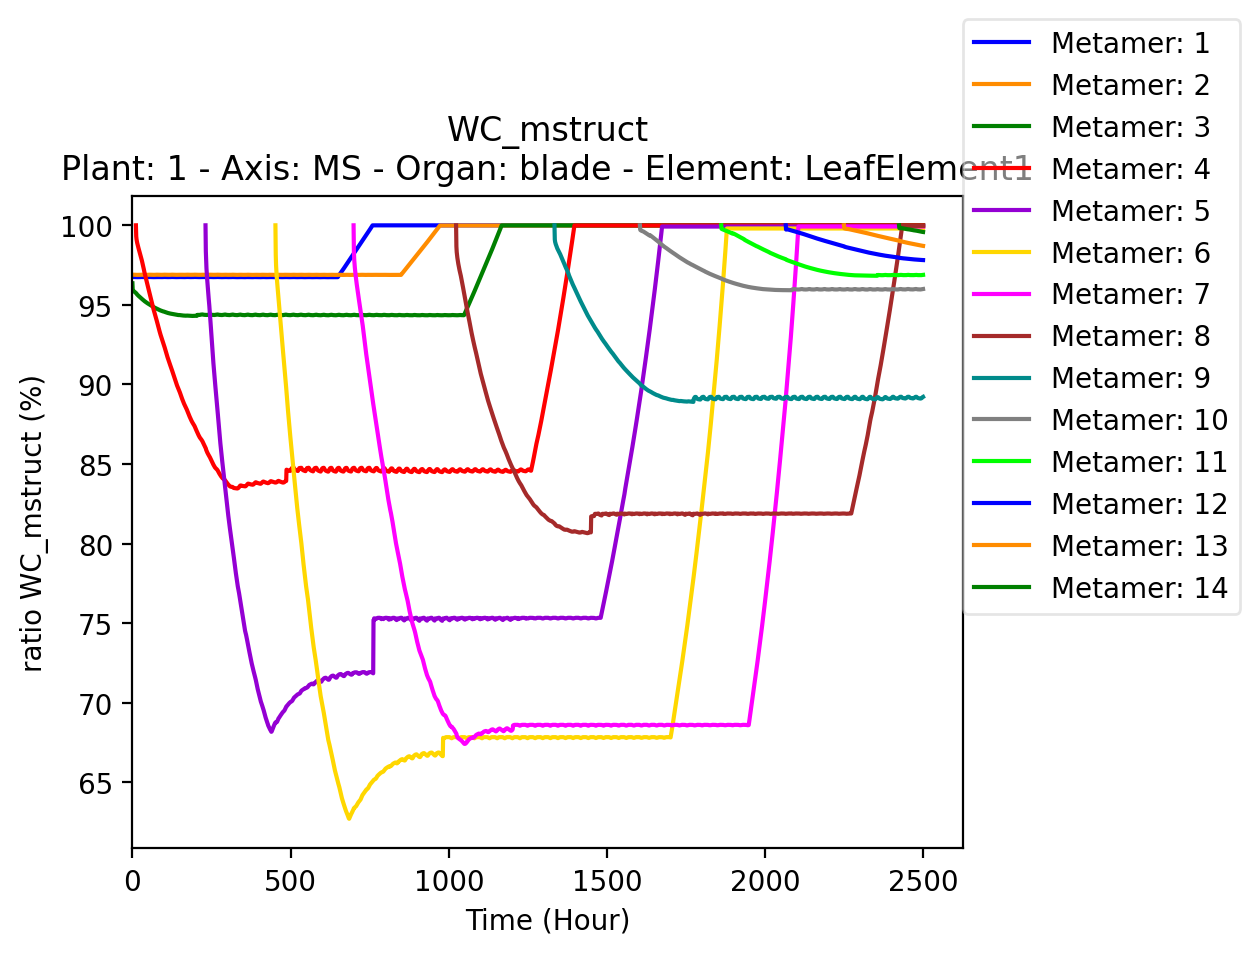 WC_mstruct
Plant: 1 - Axis: MS - Organ: blade - Element: LeafElement1
Metamer: 1
Metamer: 2
Metamer: 3
Metamer: 4
Metamer: 5
Metamer: 6
Metamer: 7
Metamer: 8
Metamer: 9
Metamer: 10
Metamer: 11
Metamer: 12
Metamer: 13
Metamer: 14
ratio WC_mstruct (%)
100
95
90
85
80
75
70
65
0 500 1000 1500 2000 2500
Time (Hour)